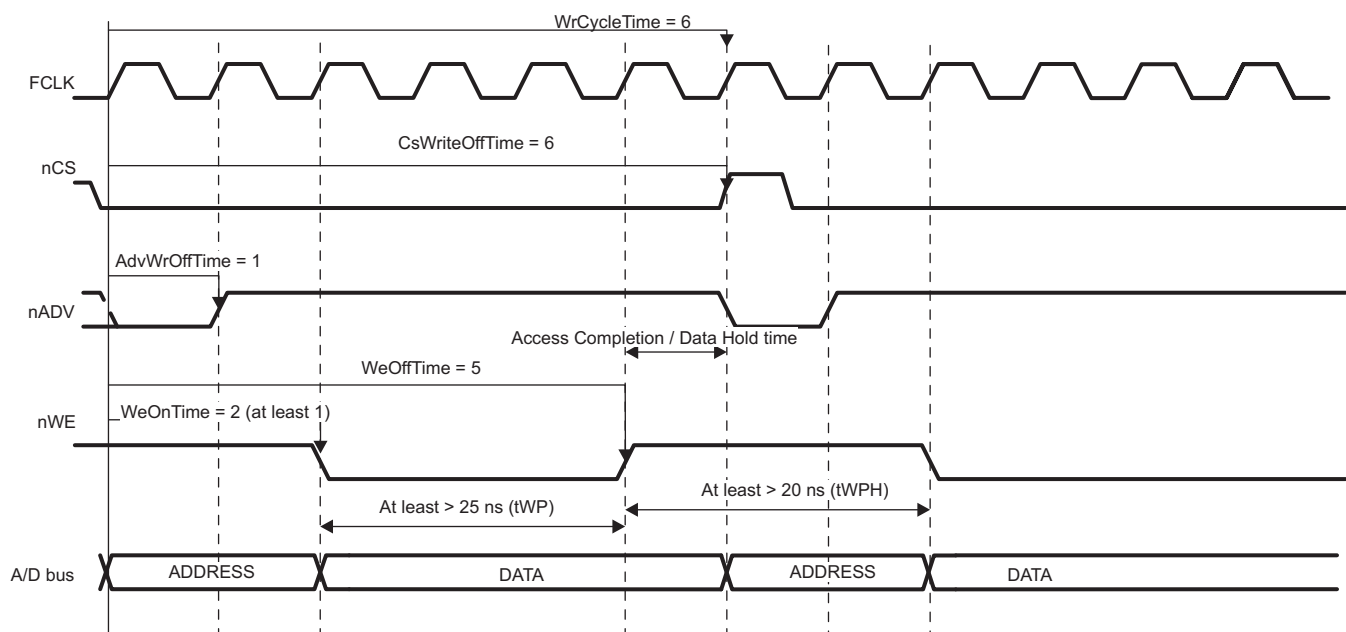 WrCycleTime = 6
FCLK
CsWriteOffTime = 6
nCS
AdvWrOffTime = 1
nADV
Access Completion / Data Hold time
WeOffTime = 5
WeOnTime = 2 (at least 1)
nWE
At least > 25 ns (tWP)
At least > 20 ns (tWPH)
A/D bus
ADDRESS
DATA
ADDRESS
DATA